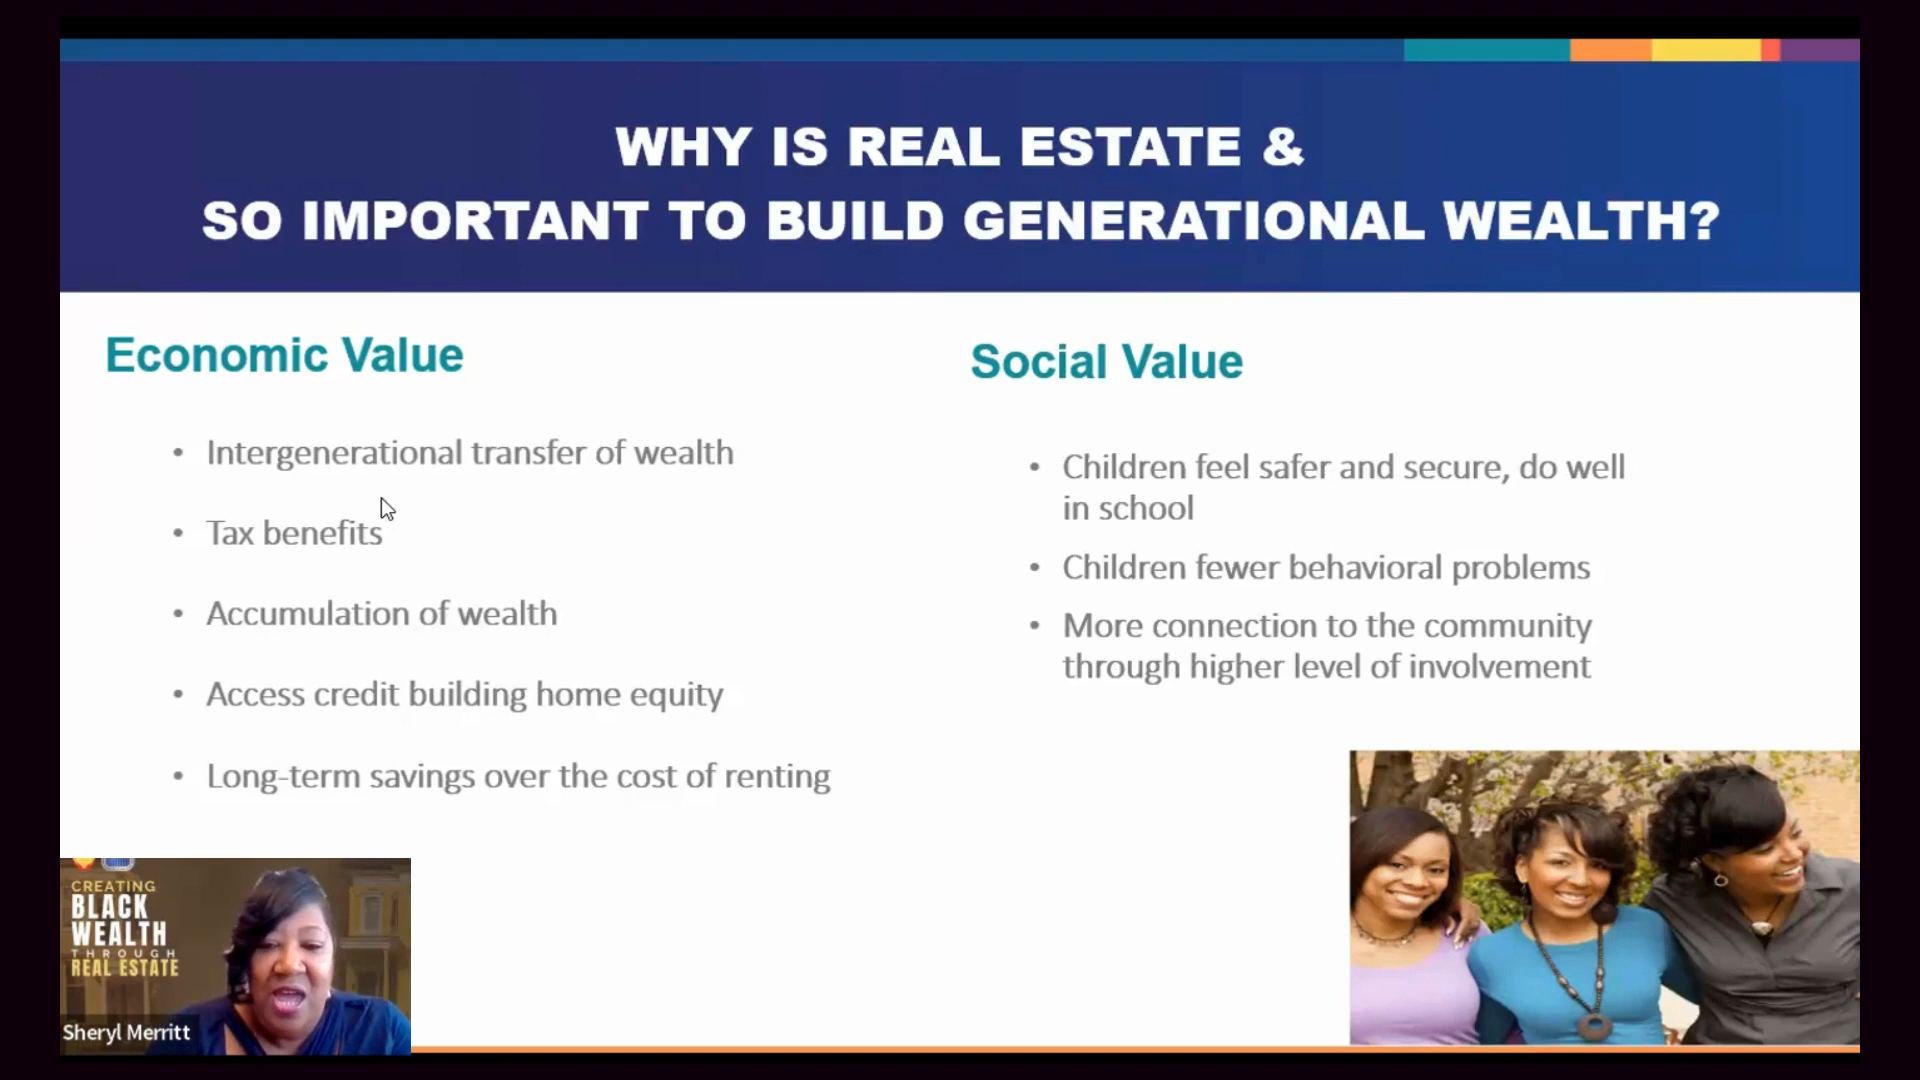 WHY IS REAL ESTATE &
SO IMPORTANT TO BUILD GENERATIONAL WEALTH?
Economic Value
• Intergenerational transfer of wealth
• Tax benefits
• Accumulation of wealth
• Access credit building home equity
• Long-term savings over the cost of renting
Social Value
• Children feel safer and secure, do well
in school
• Children fewer behavioral problems
• More connection to the community
through higher level of involvement
CREATING
BLACK
WEALTH
THROUGH
REAL ESTATE
Sheryl Merritt